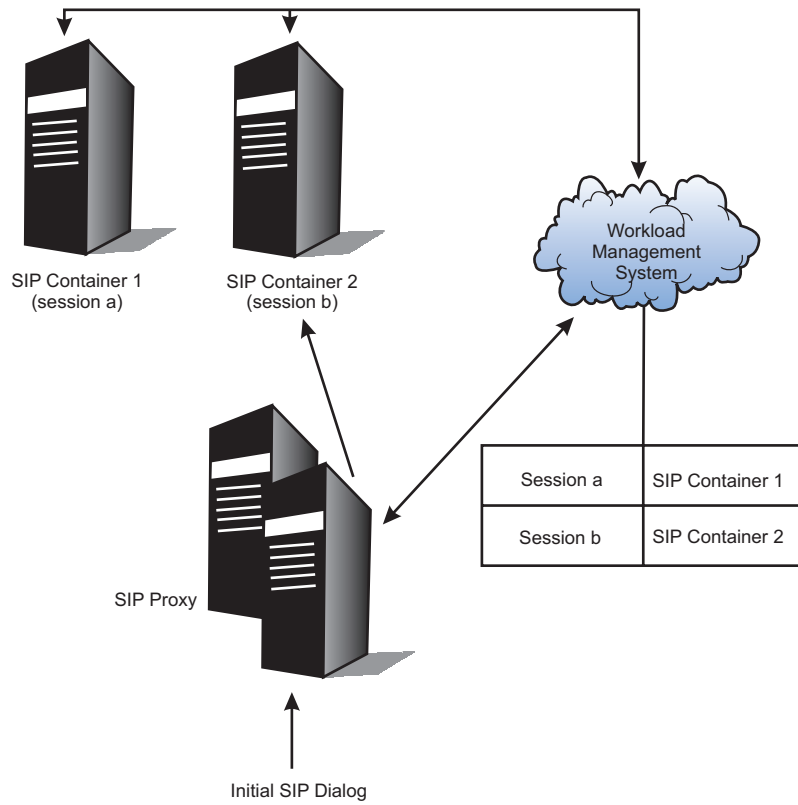 SIP Container 1
(session a)
SIP Container 2
(session b)
Workload
Management
System
Session a
SIP Container 1
Session b
SIP Container 2
SIP Proxy
Initial SIP Dialog